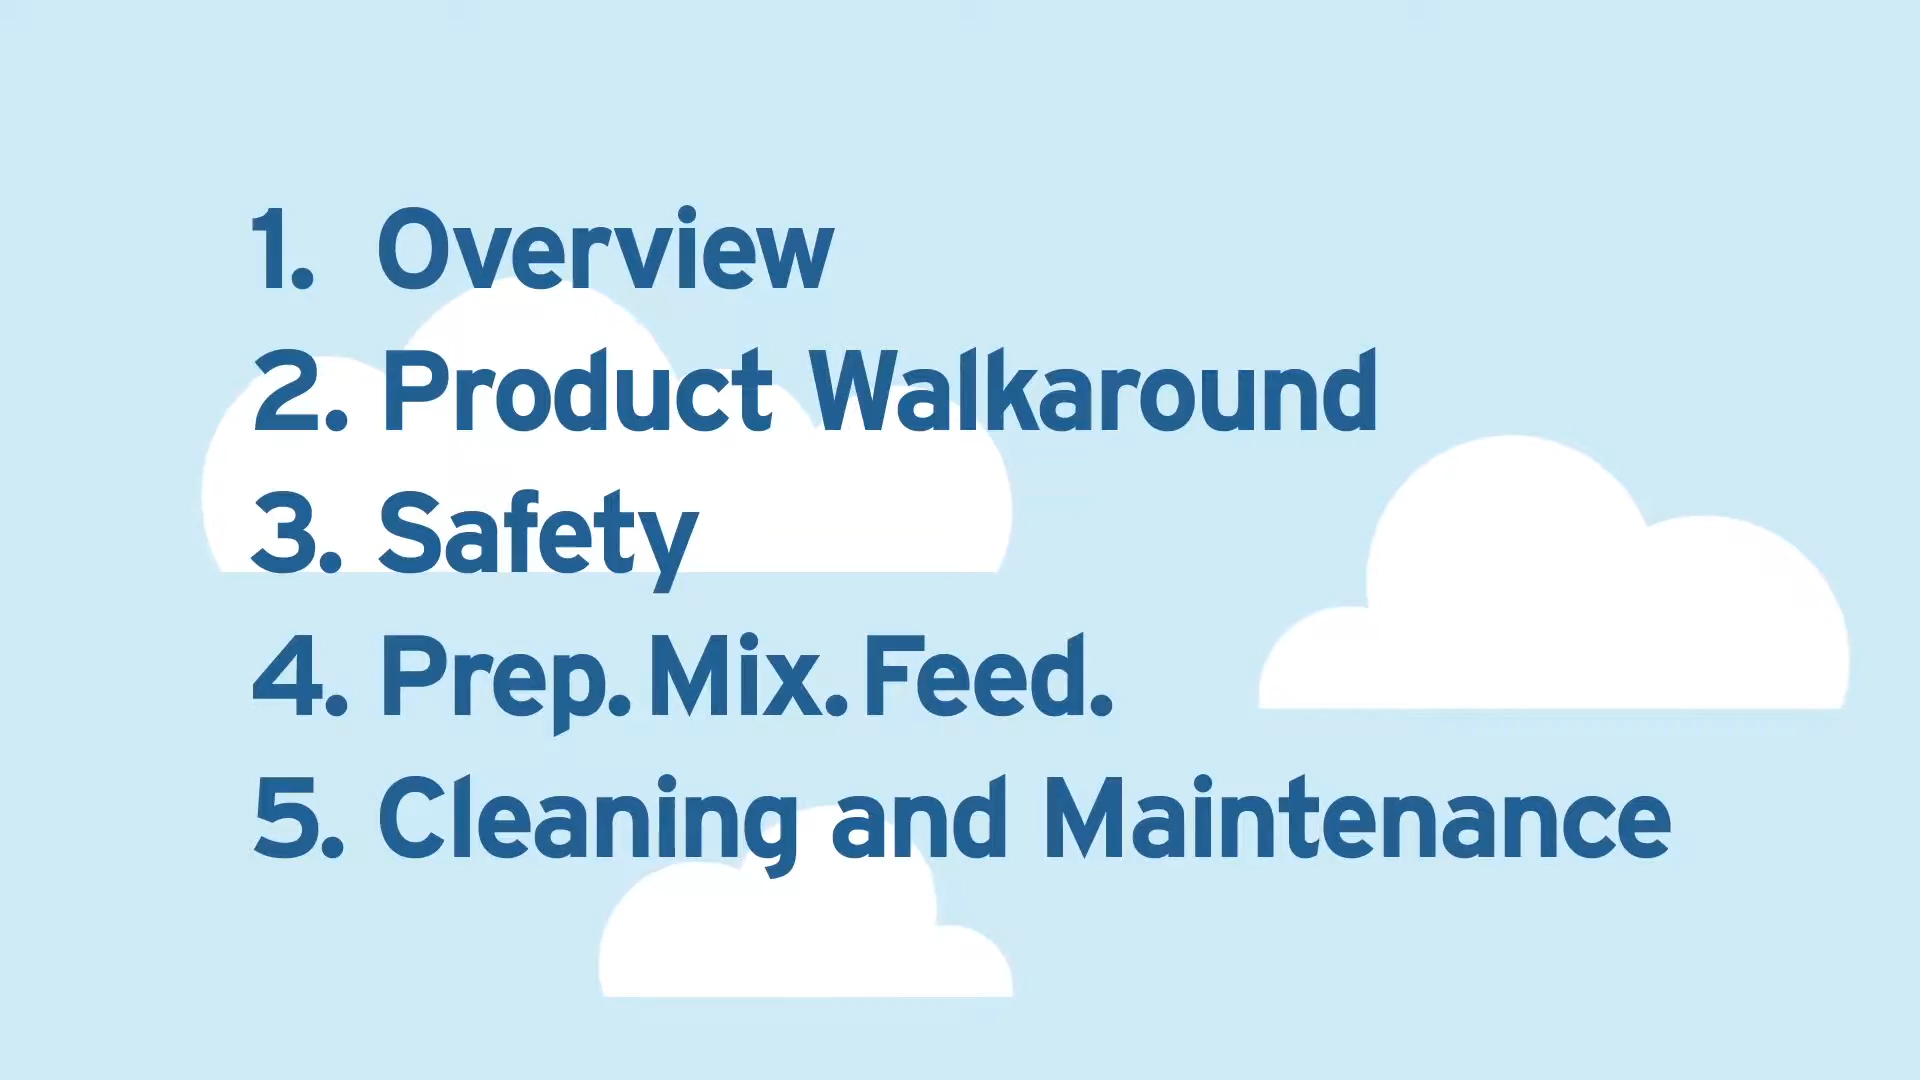 1. Overview
2. Product Walkaround
3. Safety
4. Prep. Mix. Feed.
5. Cleaning and Maintenance